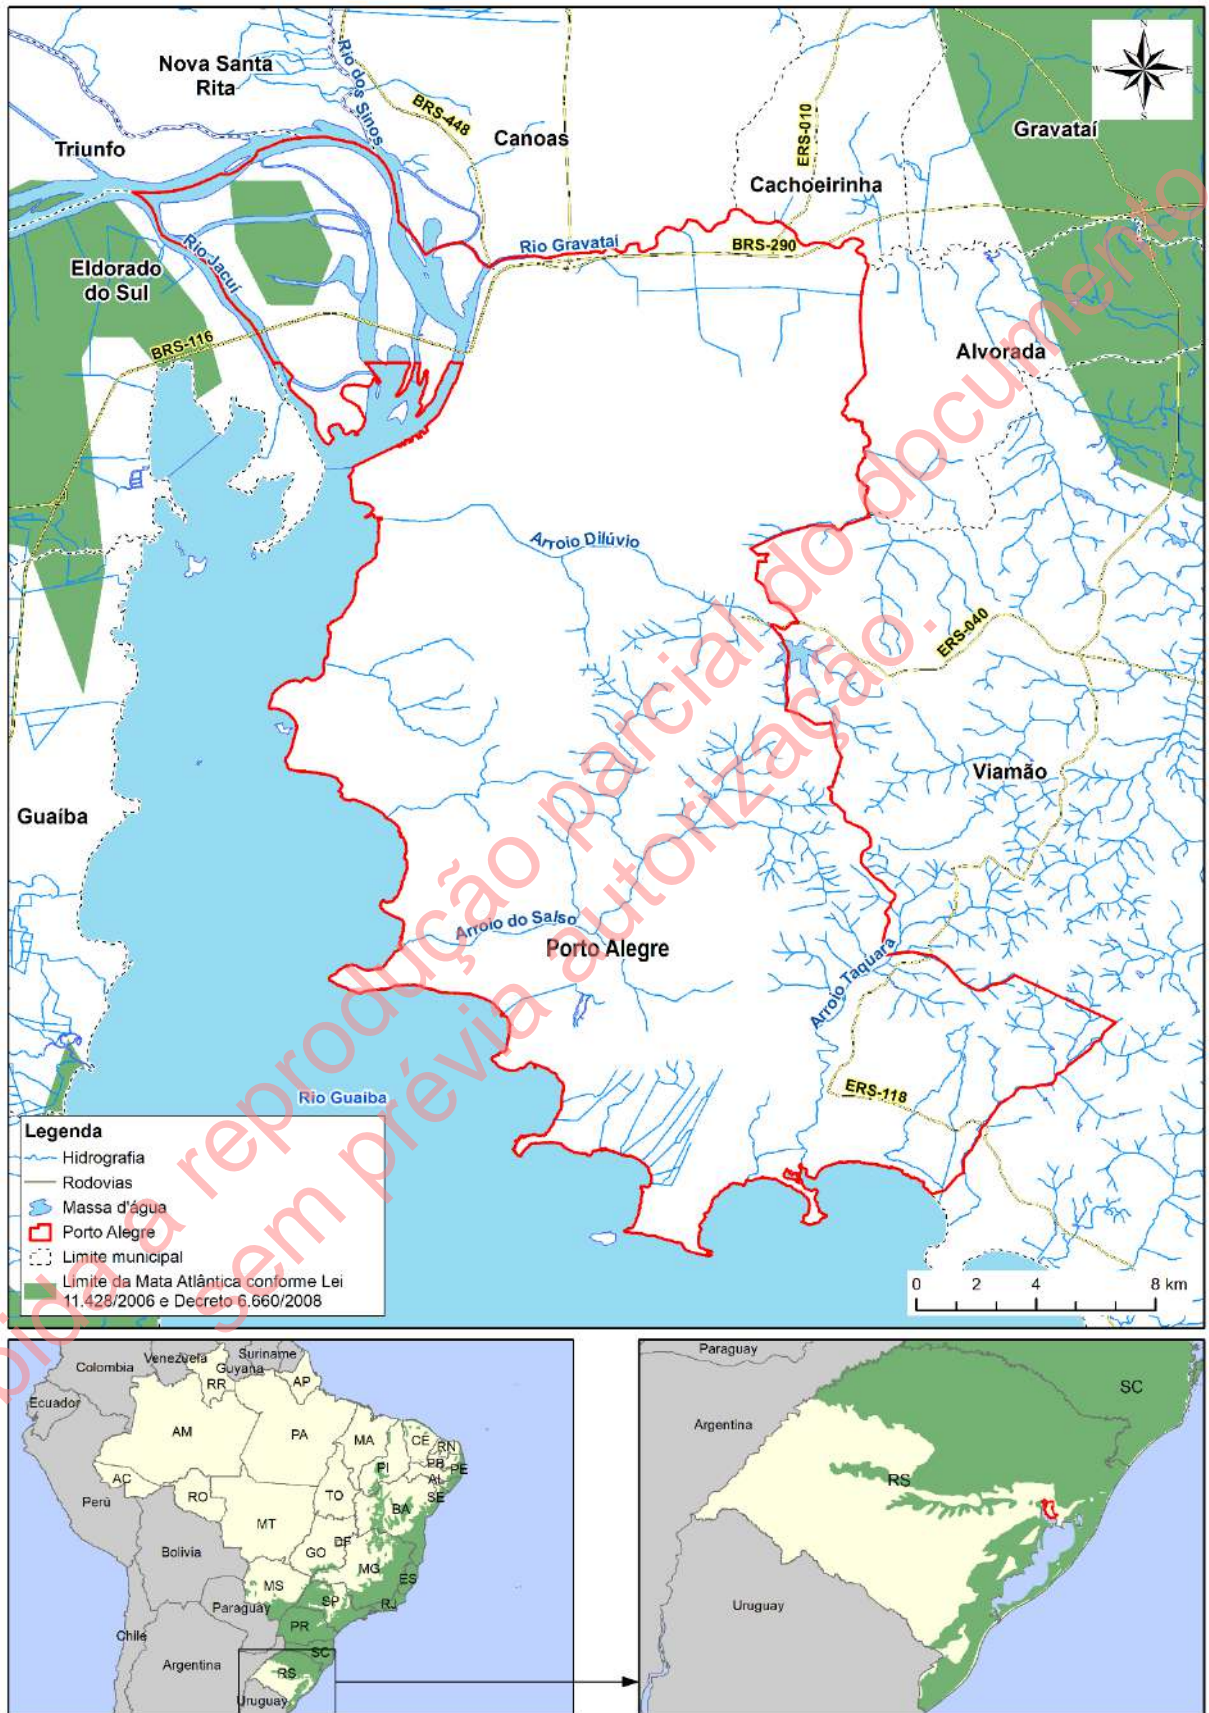 Nova Santa
Rita
Rio dos Sinos
BRS-448
Canoas
ERS-010
Gravataí
N
W
E
S
Triunfo
Cachoeirinha
Rio Gravataí
BRS-290
Rio Jacuí
Eldorado
do Sul
BRS-116
Alvorada
Arroio Dilúvio
ERS-040
Viamão
Guaíba
Arroio do Salso
Porto Alegre
Arroio Taquara
ERS-118
Rio Guaíba
Legenda
Hidrografia
Rodovias
Massa d'água
Porto Alegre
Limite municipal
Limite da Mata Atlântica conforme Lei
11.428/2006 e Decreto 6.660/2008
0 2 4 8 km
bida a reprodução parcial do documento
sem prévia autorização.
Venezuela
Suriname
Colombia
Guyana
RR
AP
Ecuador
AM
PA
MA
CE
RN
PB
PE
PI
AL
AC
SE
RO
TO
BA
Perú
MT
DF
GO
Bolivia
MG
ES
MS
SP
RJ
Paraguay
PR
Chile
SC
Argentina
RS
Uruguay
Paraguay
SC
Argentina
RS
Uruguay